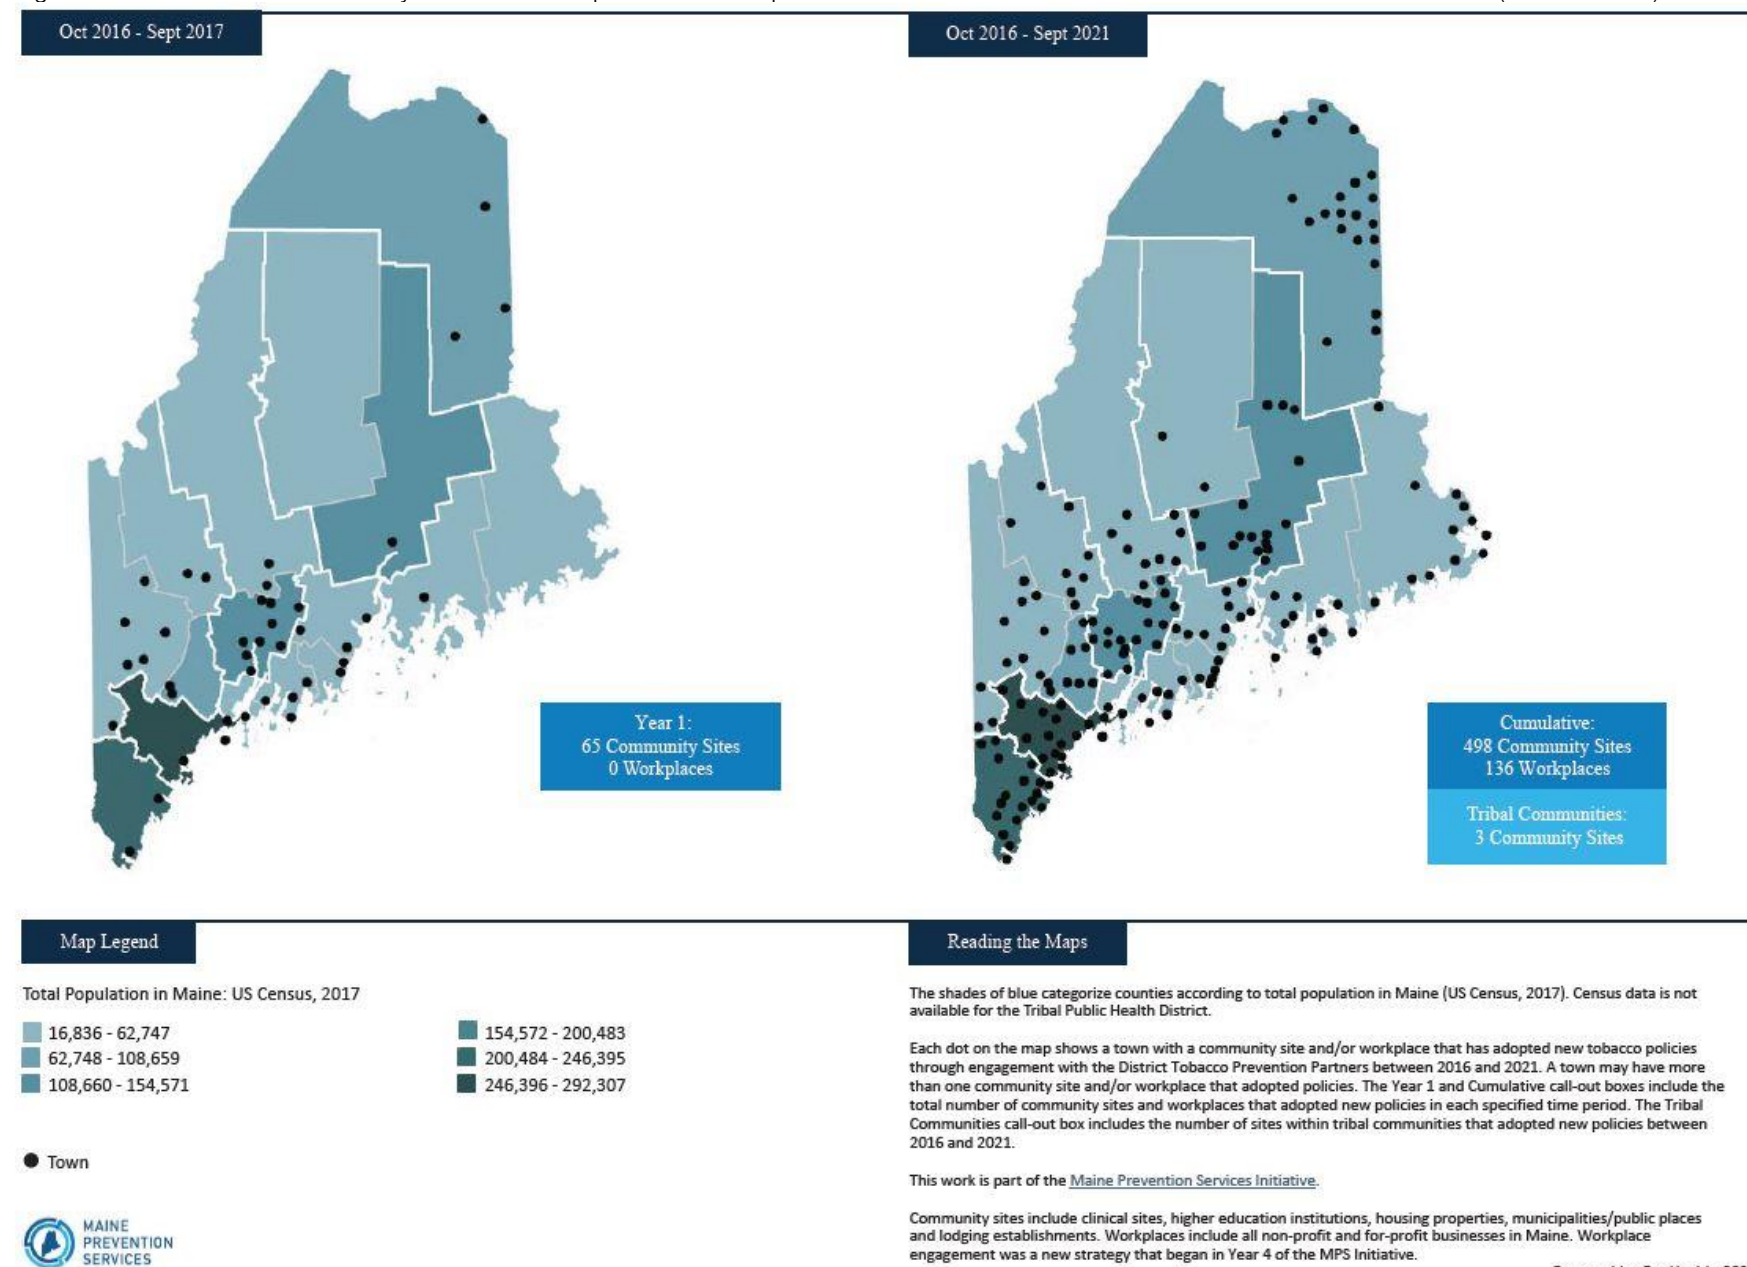 Oct 2016 - Sept 2017
Oct 2016 - Sept 2021
Year 1:
65 Community Sites
0 Workplaces
Cumulative:
498 Community Sites
136 Workplaces
Tribal Communities:
3 Community Sites
Map Legend
Total Population in Maine: US Census, 2017
16,836 - 62,747
62,748 - 108,659
108,660 - 154,571
154,572 - 200,483
200,484 - 246,395
246,396 - 292,307
Town
MAINE
PREVENTION
SERVICES
Reading the Maps
The shades of blue categorize counties according to total population in Maine (US Census, 2017). Census data is not
available for the Tribal Public Health District.
Each dot on the map shows a town with a community site and/or workplace that has adopted new tobacco policies
through engagement with the District Tobacco Prevention Partners between 2016 and 2021. A town may have more
than one community site and/or workplace that adopted policies. The Year 1 and Cumulative call-out boxes include the
total number of community sites and workplaces that adopted new policies in each specified time period. The Tribal
Communities call-out box includes the number of sites within tribal communities that adopted new policies between
2016 and 2021.
This work is part of the Maine Prevention Services Initiative.
Community sites include clinical sites, higher education institutions, housing properties, municipalities/public places
and lodging establishments. Workplaces include all non-profit and for-profit businesses in Maine. Workplace
engagement was a new strategy that began in Year 4 of the MPS Initiative.